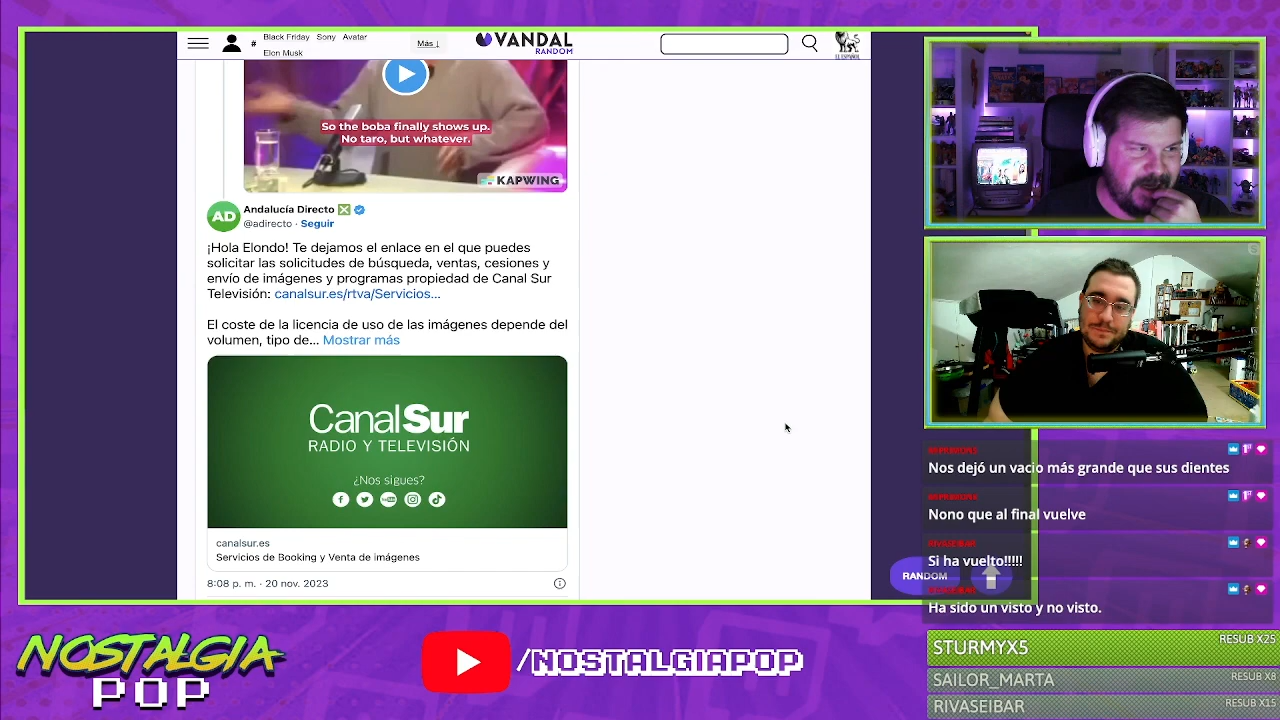 #
Black Friday Sony Avatar
Elon Musk
Más ↓
VANDAL
RANDOM
EL ESPAÑOL
So the boba finally shows up.
No taro, but whatever.
KAPWING
AD
Andalucía Directo
@adirecto · Seguir
¡Hola Elondo! Te dejamos el enlace en el que puedes
solicitar las solicitudes de búsqueda, ventas, cesiones y
envío de imágenes y programas propiedad de Canal Sur
Televisión: canalsur.es/rtva/Servicios...
El coste de la licencia de uso de las imágenes depende del
volumen, tipo de... Mostrar más
CanalSur
RADIO Y TELEVISIÓN
¿Nos sigues?
canalsur.es
Servicios de Booking y Venta de imágenes
8:08 p. m. · 20 nov. 2023
Nos dejó un vacio más grande que sus dientes
Nono que al final vuelve
RIVASEIBAR
Si ha vuelto!!!!!
RANDOM
RIVASEIBAR
Ha sido un visto y no visto.
STURMYX5 RESUB X25
SAILOR_MARTA RESUB X8
RIVASEIBAR RESUB X15
NOSTALGIA
POP
/NOSTALGIAPOP